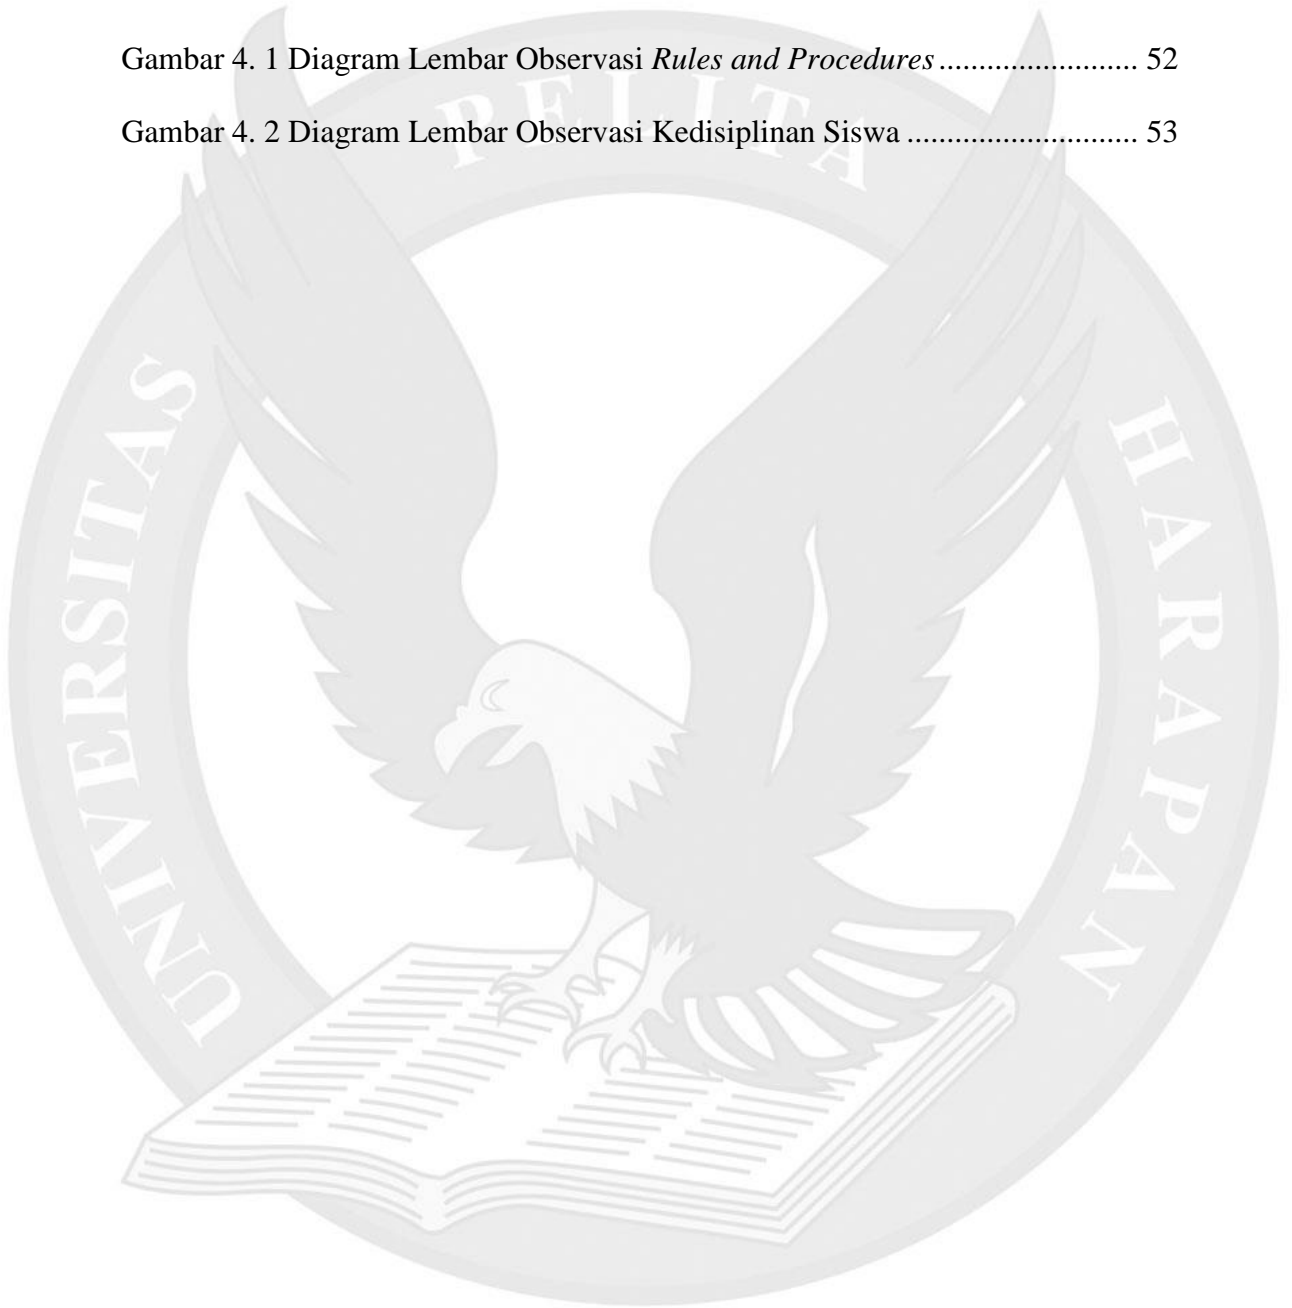 Gambar 4. 1 Diagram Lembar Observasi Rules and Procedures ......................... 52
Gambar 4. 2 Diagram Lembar Observasi Kedisiplinan Siswa ............................. 53
UNIVERSITAS PELITA HARAPAN